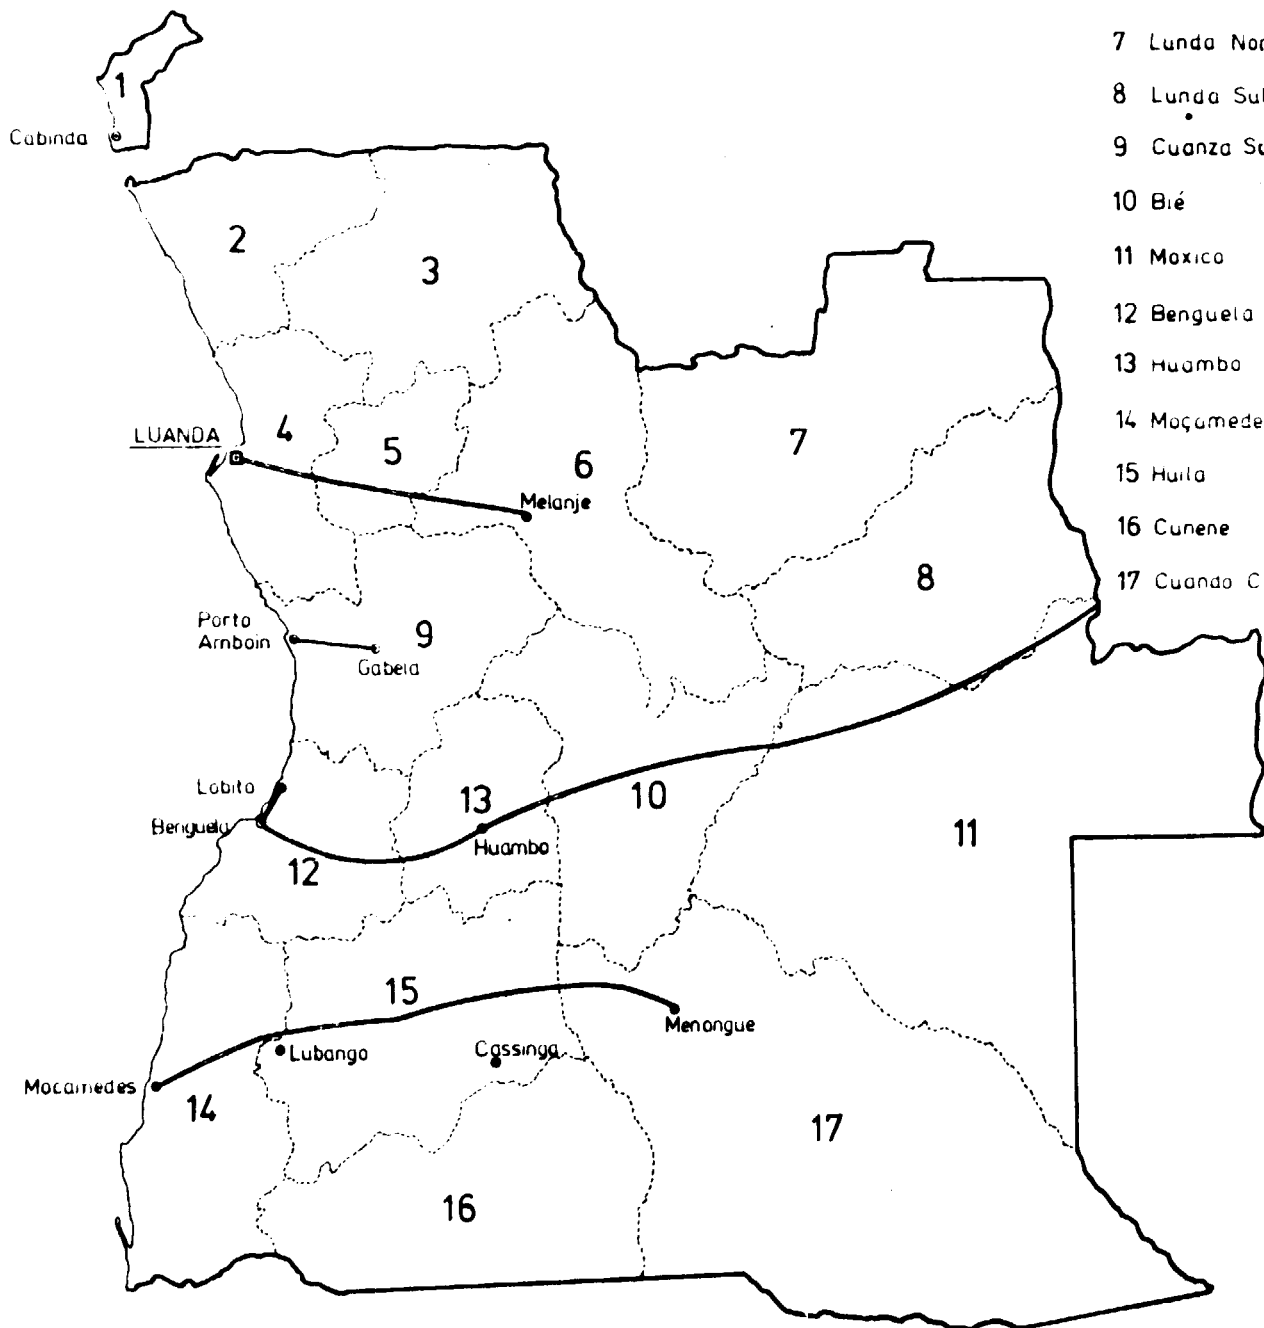 7 Lunda Nor
8 Lunda Sul
9 Cuanza Su
10 Bié
11 Moxico
12 Benguela
13 Huambo
14 Moçamede
15 Huila
16 Cunene
17 Cuando C
1
Cabinda
2
3
4
LUANDA
5
6
7
Melanje
8
Porto
Amboin
9
Gabela
Lobito
Benguela
13
Huambo
10
11
12
15
Menongue
Lubango
Cassinga
Mocamedes
14
17
16